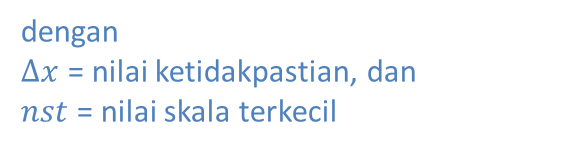 dengan
Δx = nilai ketidakpastian, dan
nst = nilai skala terkecil